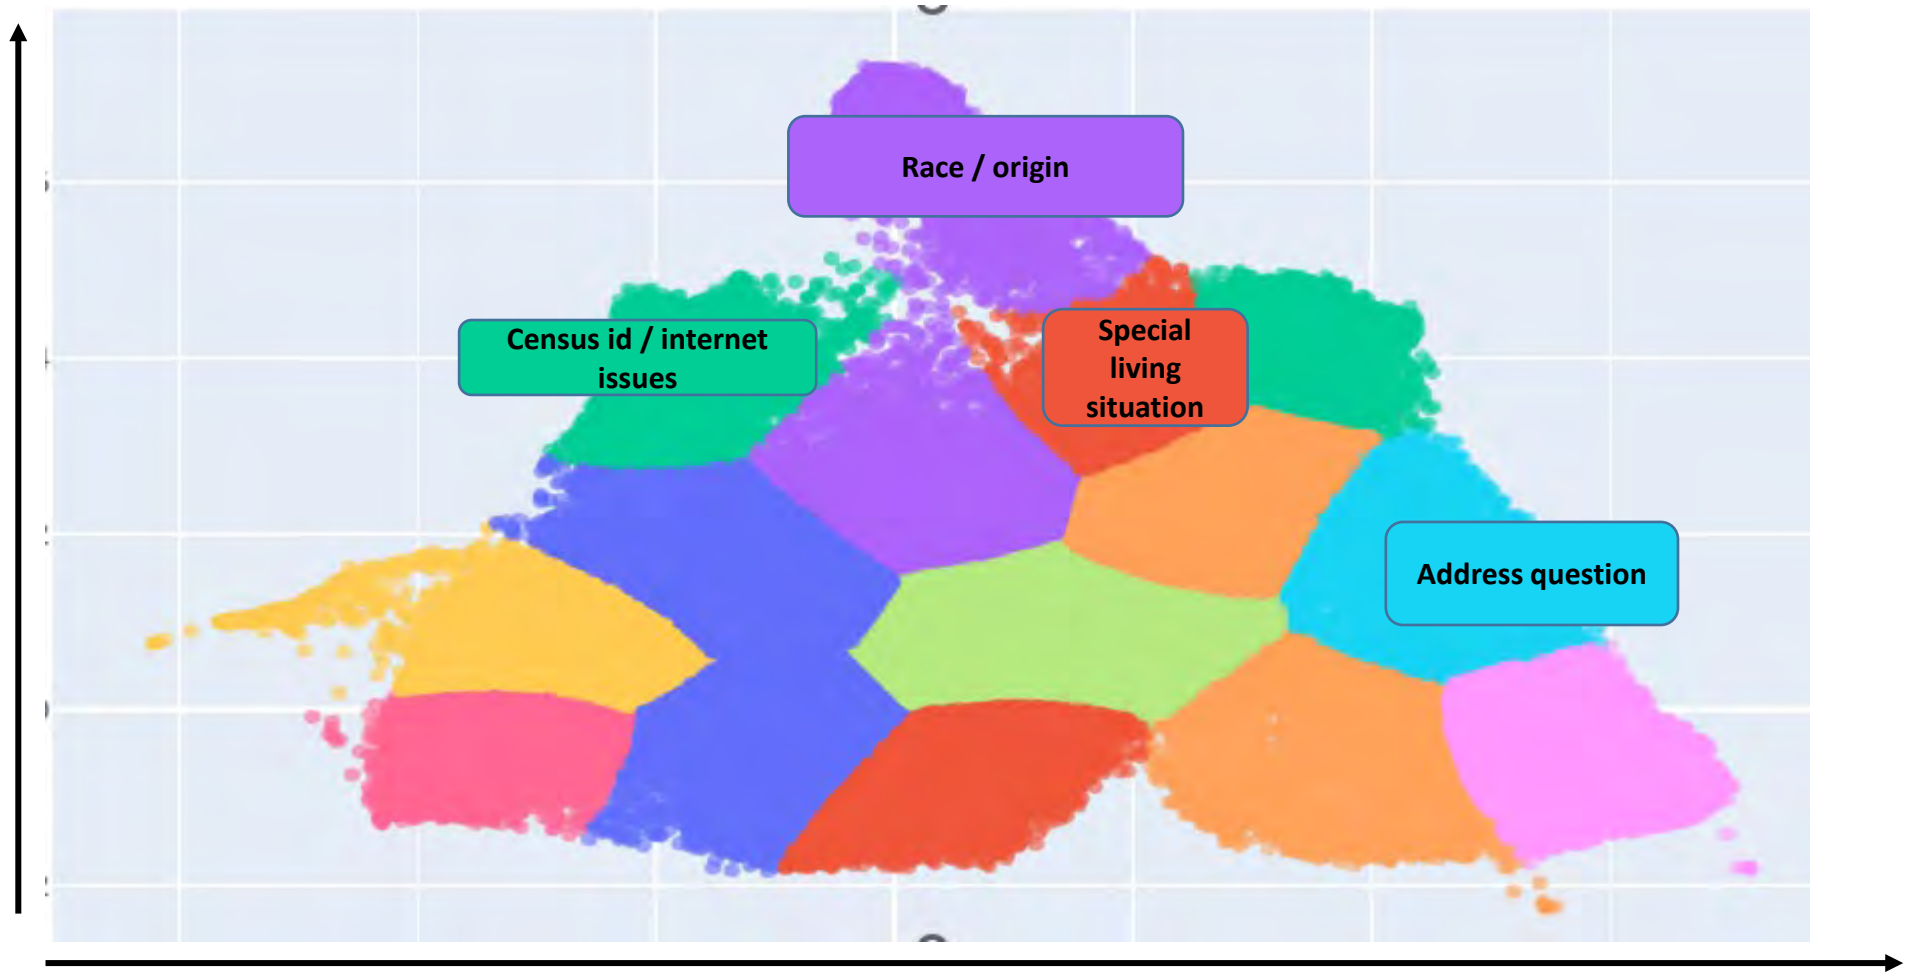 Race / origin
Census id / internet
issues
Special
living
situation
Address question